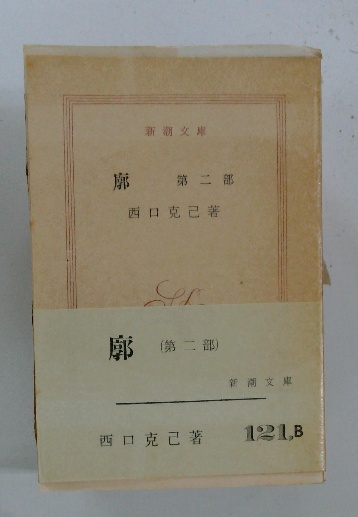 新潮文庫
廓 第二部
西口克己著
廓 (第二部)
新潮文庫
西口克己著 121.B